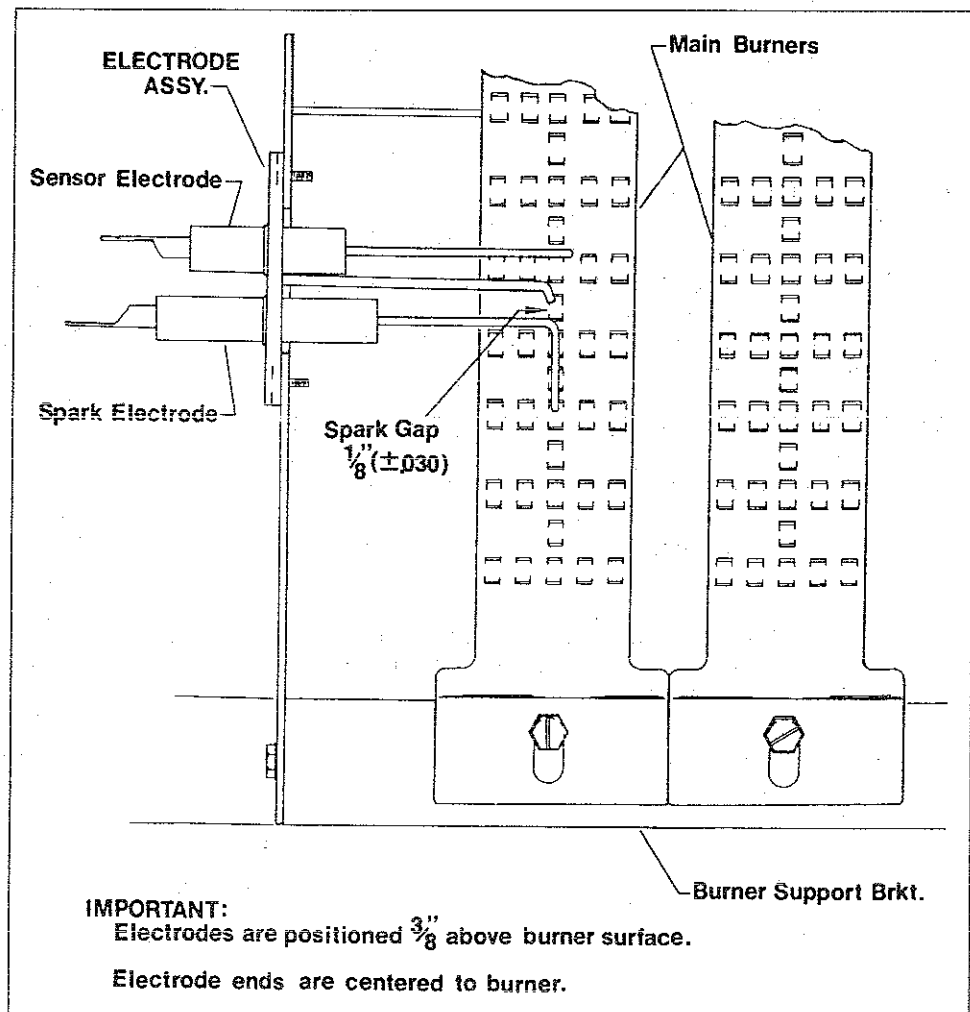 ELECTRODE
ASSY.
Main Burners
Sensor Electrode
Spark Electrode
Spark Gap
1/8" (±.030)
Burner Support Brkt.
IMPORTANT:
Electrodes are positioned 3/8" above burner surface.
Electrode ends are centered to burner.